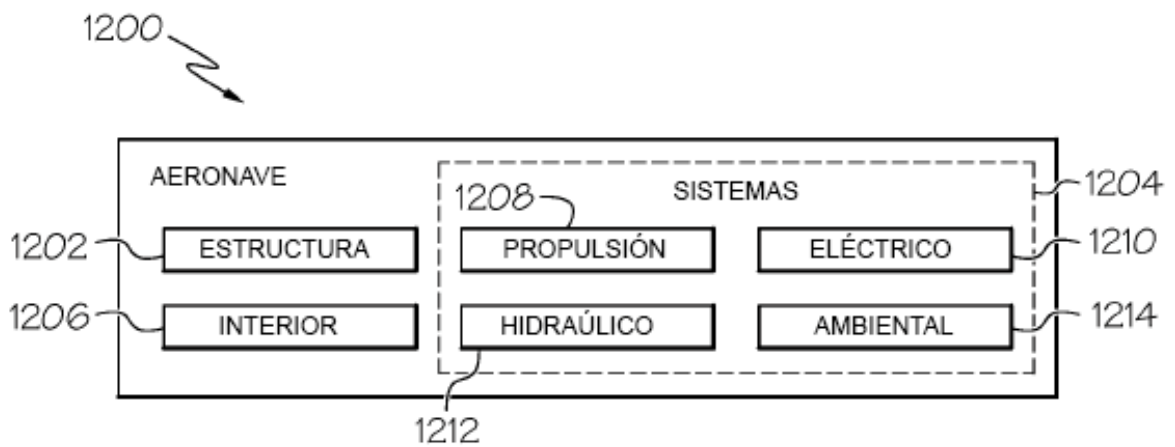 1200
AERONAVE
SISTEMAS
1204
1208
1202
ESTRUCTURA
PROPULSIÓN
ELÉCTRICO
1210
1206
INTERIOR
HIDRAÚLICO
AMBIENTAL
1214
1212